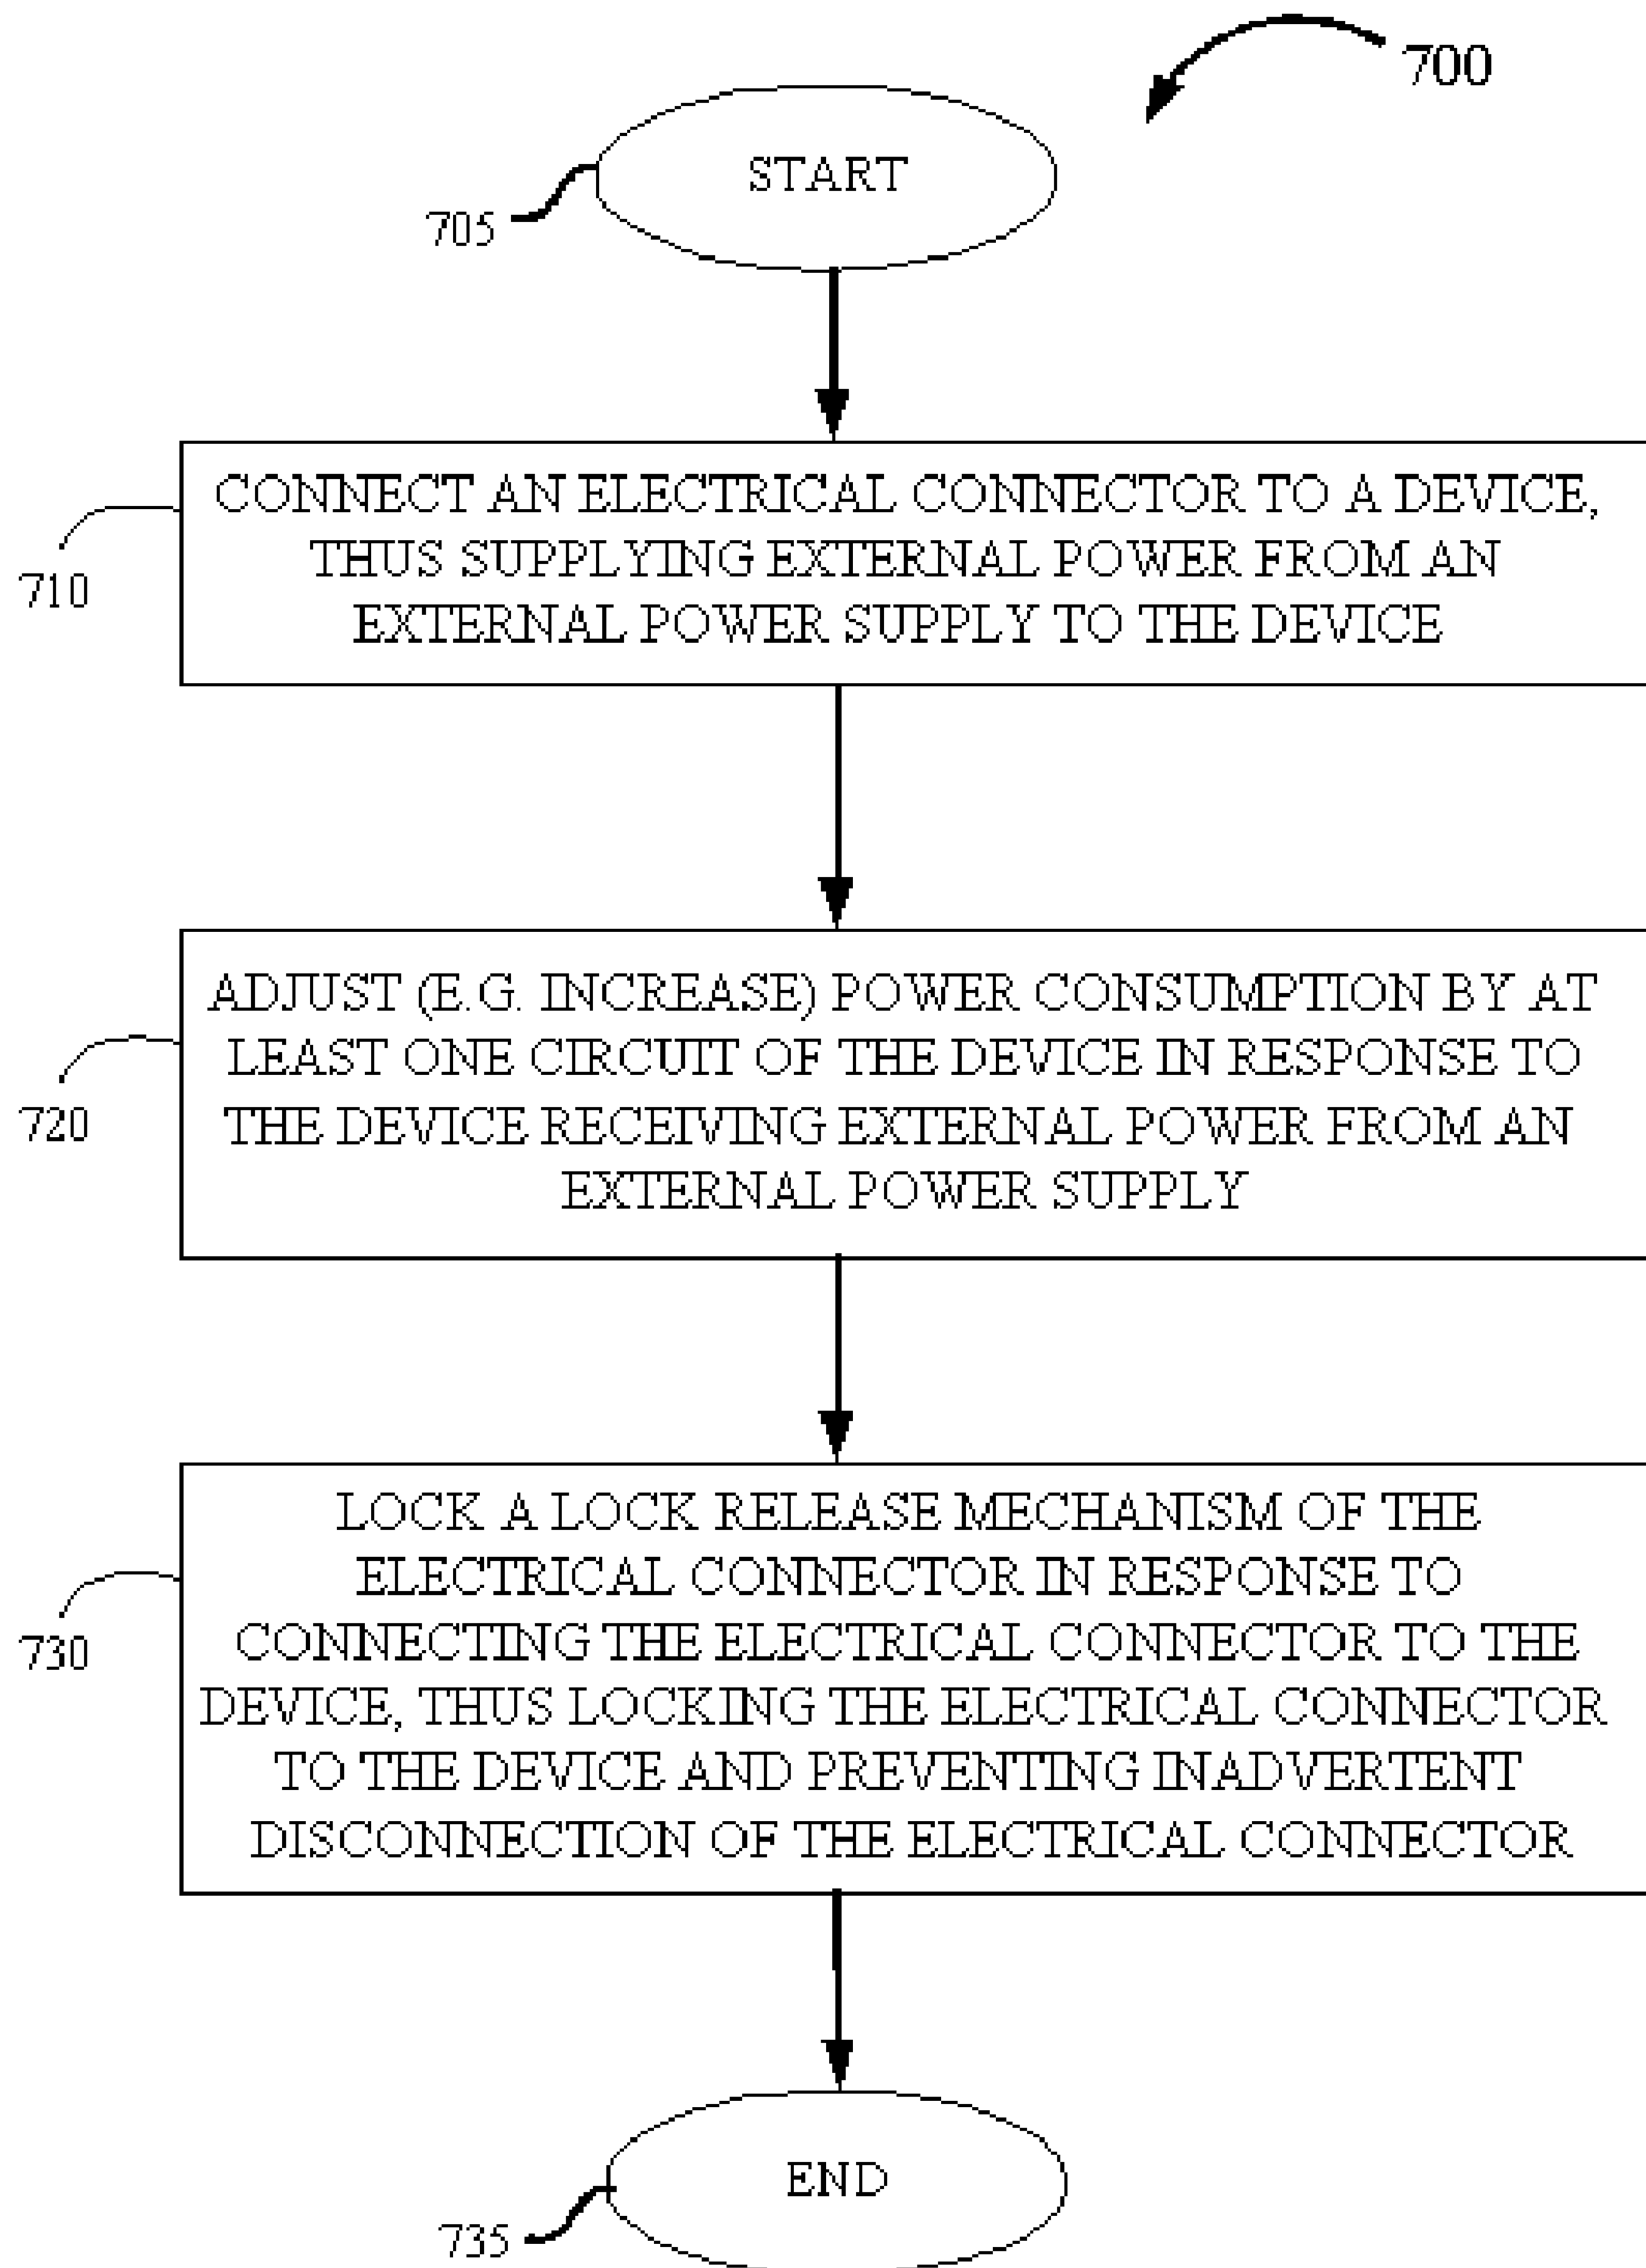 700
START
705
CONNECT AN ELECTRICAL CONNECTOR TO A DEVICE,
THUS SUPPLYING EXTERNAL POWER FROM AN
EXTERNAL POWER SUPPLY TO THE DEVICE
710
ADJUST (E.G. INCREASE) POWER CONSUMPTION BY AT
LEAST ONE CIRCUIT OF THE DEVICE IN RESPONSE TO
THE DEVICE RECEIVING EXTERNAL POWER FROM AN
EXTERNAL POWER SUPPLY
720
LOCK A LOCK RELEASE MECHANISM OF THE
ELECTRICAL CONNECTOR IN RESPONSE TO
CONNECTING THE ELECTRICAL CONNECTOR TO THE
DEVICE, THUS LOCKING THE ELECTRICAL CONNECTOR
TO THE DEVICE AND PREVENTING INADVERTENT
DISCONNECTION OF THE ELECTRICAL CONNECTOR
730
END
735